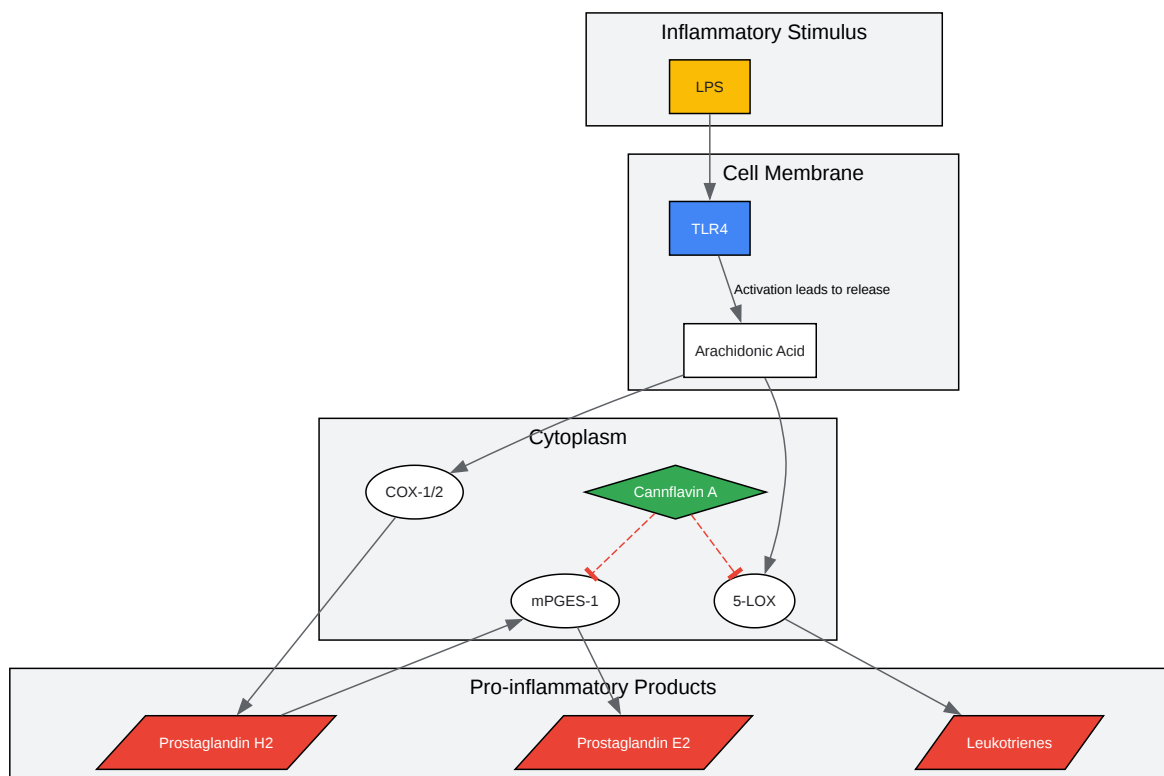 Inflammatory Stimulus
LPS
Cell Membrane
TLR4
Activation leads to release
Arachidonic Acid
Cytoplasm
COX-1/2
Cannflavin A
mPGES-1
5-LOX
Pro-inflammatory Products
Prostaglandin H2
Prostaglandin E2
Leukotrienes